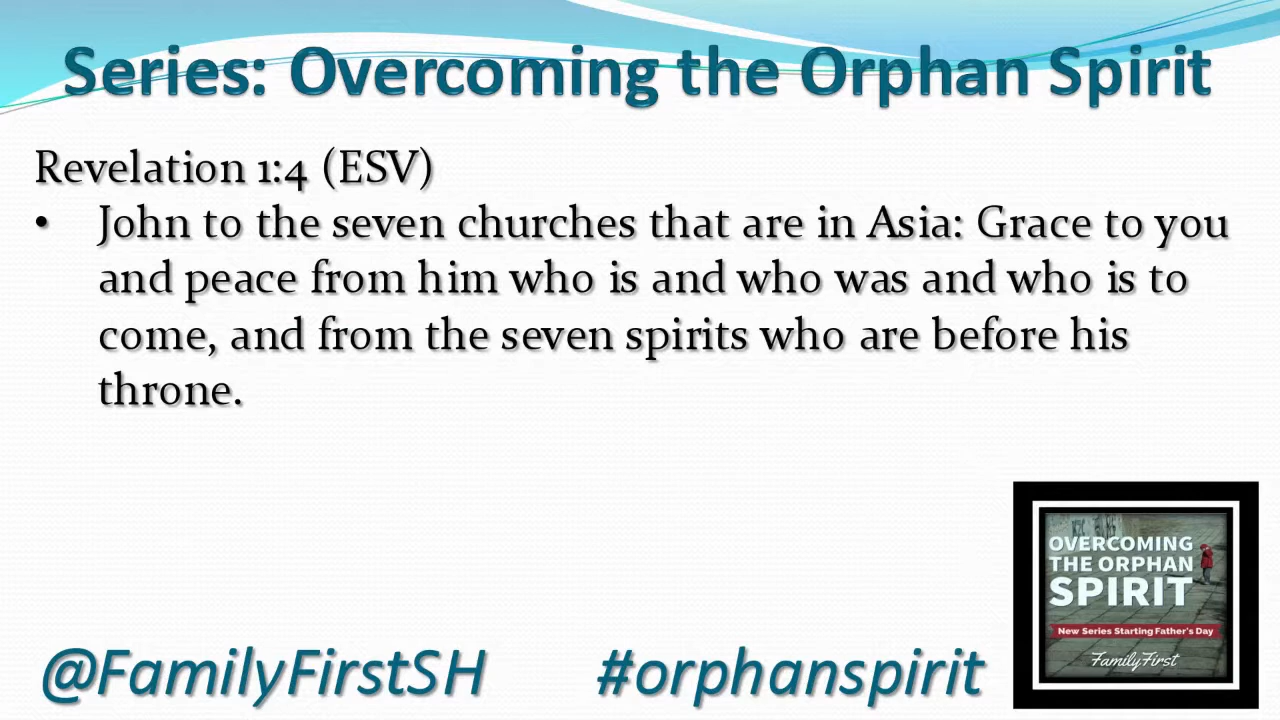 Series: Overcoming the Orphan Spirit
Revelation 1:4 (ESV)
• John to the seven churches that are in Asia: Grace to you
and peace from him who is and who was and who is to
come, and from the seven spirits who are before his
throne.
OVERCOMING
THE ORPHAN
SPIRIT
New Series Starting Father's Day
FamilyFirst
@FamilyFirstSH #orphanspirit